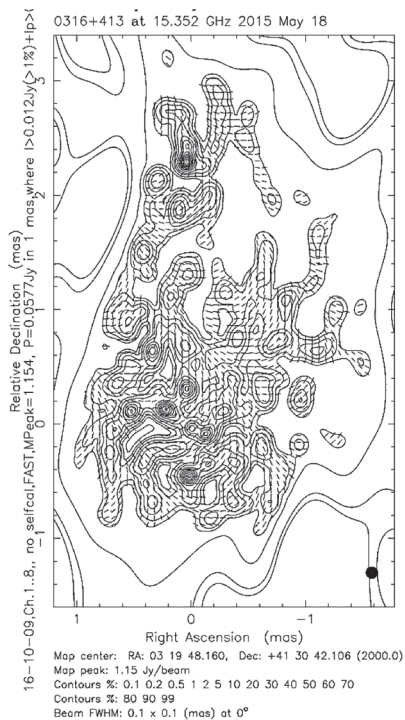 0316+413 at 15.352 GHz 2015 May 18
16-10-09,Ch.1..8,, no selfcal,FAST,MPeak=1.154, P=0.0577Jy in 1 mas,where I>0.012Jy(>1%)+Ip>(
Relative Declination (mas)
3
2
1
0
−1
1
0
−1
Right Ascension (mas)
Map center: RA: 03 19 48.160, Dec: +41 30 42.106 (2000.0)
Map peak: 1.15 Jy/beam
Contours %: 0.1 0.2 0.5 1 2 5 10 20 30 40 50 60 70
Contours %: 80 90 99
Beam FWHM: 0.1 x 0.1 (mas) at 0°